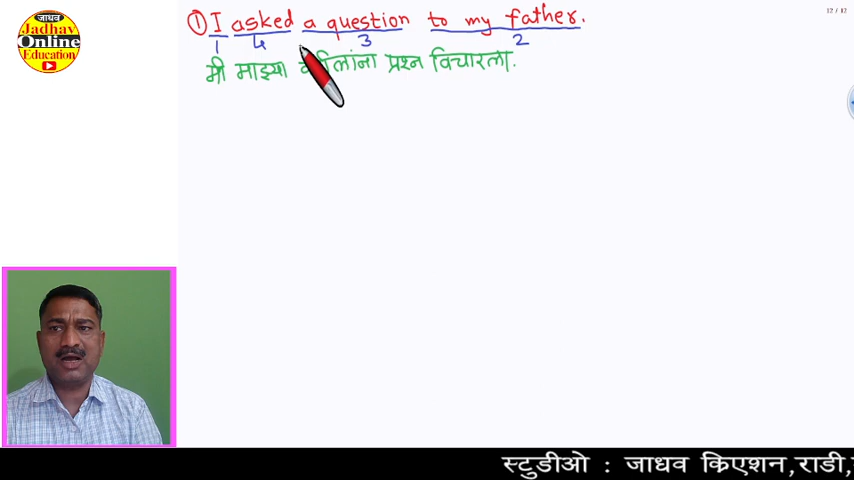 जाधव
Jadhav
Online
Education
① I asked a question to my father.
1 4 3 2
मी माझ्या प्रश्न विचारला.
12 / 12
स्टुडीओ : जाधव क्रिएशन,राडी,